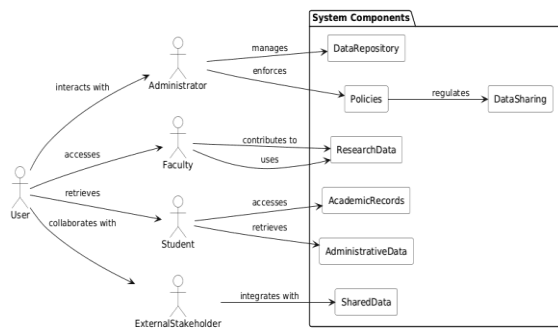 System Components
manages
DataRepository
Administrator
enforces
interacts with
Policies
regulates
DataSharing
contributes to
accesses
ResearchData
uses
Faculty
User
retrieves
accesses
AcademicRecords
collaborates with
Student
retrieves
AdministrativeData
integrates with
SharedData
ExternalStakeholder